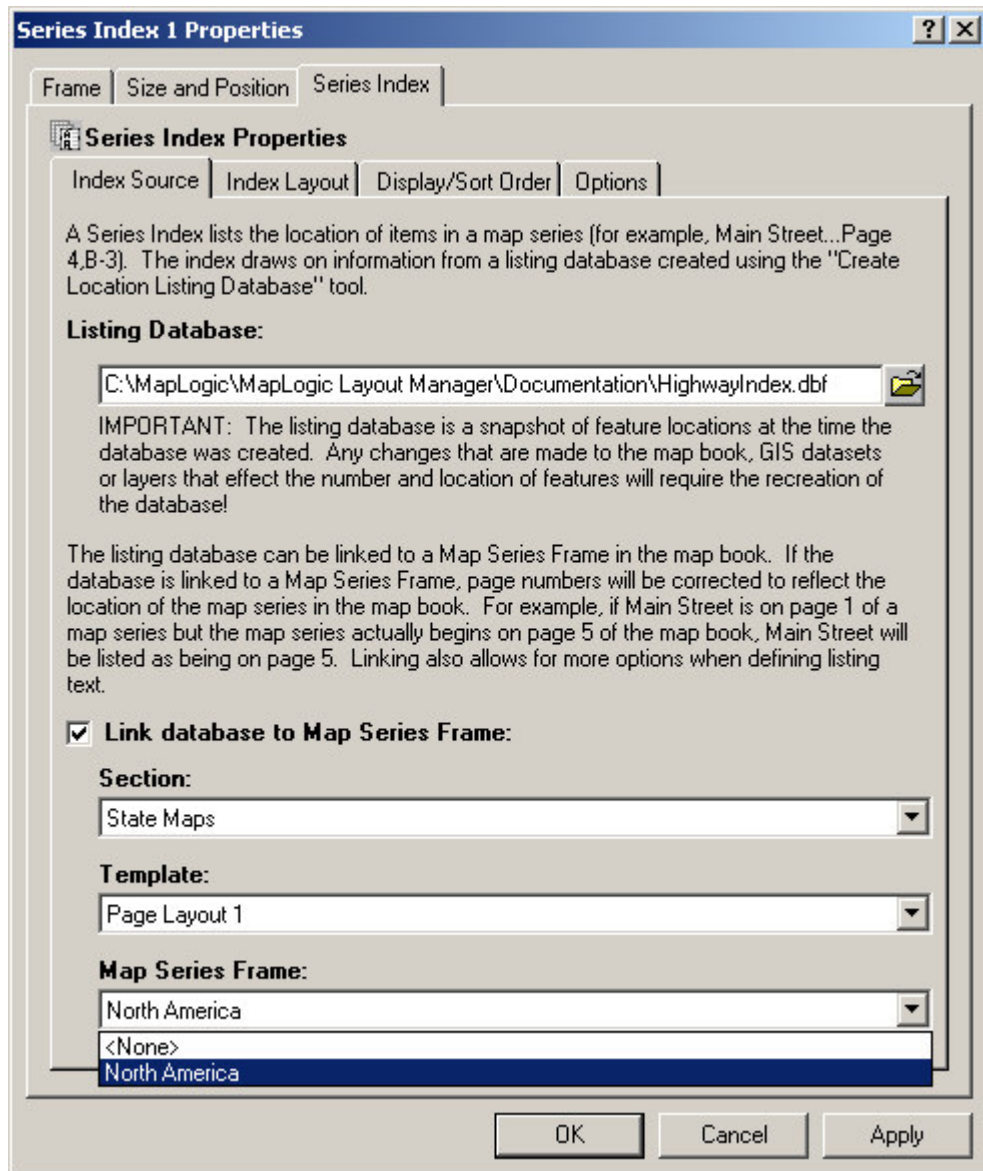 Series Index 1 Properties
Frame
Size and Position
Series Index
Series Index Properties
Index Source
Index Layout
Display/Sort Order
Options
A Series Index lists the location of items in a map series (for example, Main Street...Page
4,B-3). The index draws on information from a listing database created using the "Create
Location Listing Database" tool.
Listing Database:
C:\MapLogic\MapLogic Layout Manager\Documentation\HighwayIndex.dbf
IMPORTANT: The listing database is a snapshot of feature locations at the time the
database was created. Any changes that are made to the map book, GIS datasets
or layers that effect the number and location of features will require the recreation of
the database!
The listing database can be linked to a Map Series Frame in the map book. If the
database is linked to a Map Series Frame, page numbers will be corrected to reflect the
location of the map series in the map book. For example, if Main Street is on page 1 of a
map series but the map series actually begins on page 5 of the map book, Main Street will
be listed as being on page 5. Linking also allows for more options when defining listing
text.
Link database to Map Series Frame:
Section:
State Maps
Template:
Page Layout 1
Map Series Frame:
North America
<None>
North America
OK
Cancel
Apply